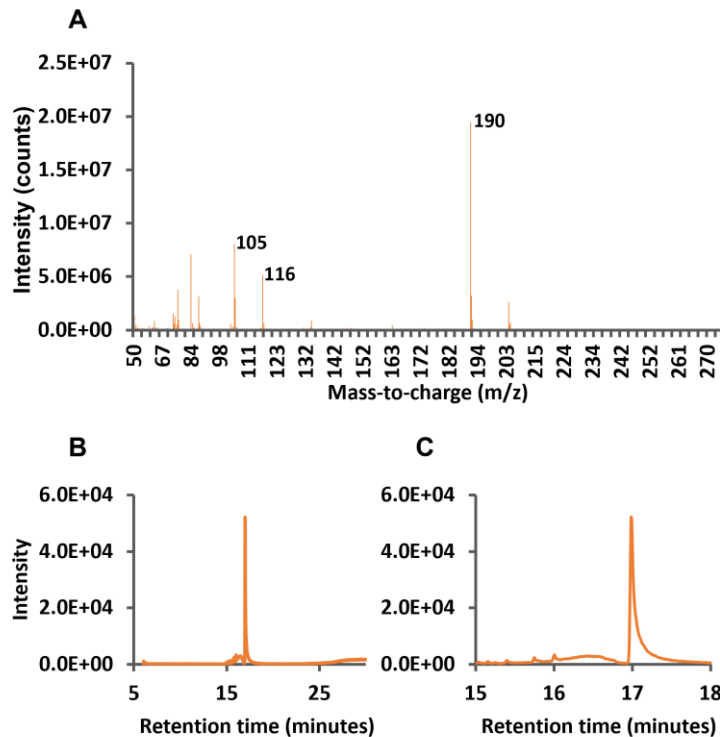 A
2.5E+07
2.0E+07
1.5E+07
1.0E+07
5.0E+06
0.0E+00
Intensity (counts)
190
105
116
50 67 84 98 111 123 132 142 152 163 172 182 194 203 215 224 234 243 252 261 270
Mass-to-charge (m/z)
B
6.0E+04
4.0E+04
2.0E+04
0.0E+00
Intensity
5 15 25
Retention time (minutes)
C
6.0E+04
4.0E+04
2.0E+04
0.0E+00
15 16 17 18
Retention time (minutes)